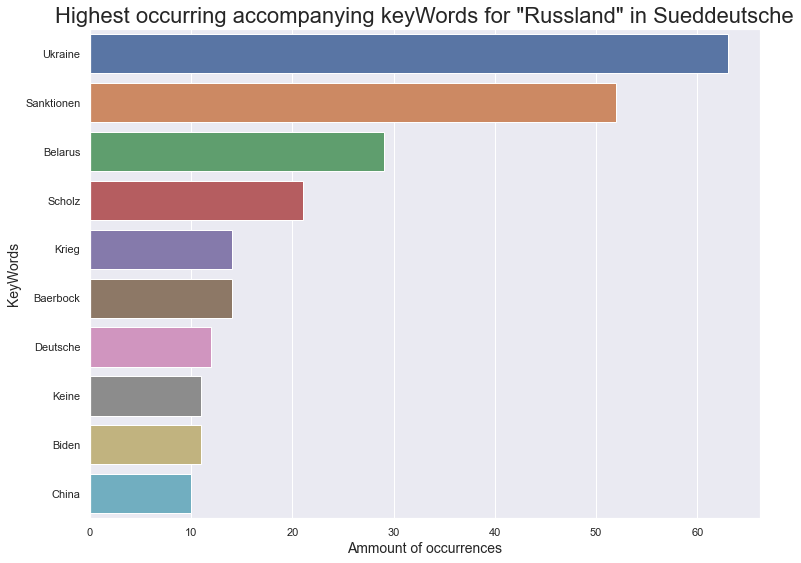 Highest occurring accompanying keyWords for "Russland" in Sueddeutsche
KeyWords
Ukraine
Sanktionen
Belarus
Scholz
Krieg
Baerbock
Deutsche
Keine
Biden
China
0 10 20 30 40 50 60
Ammount of occurrences